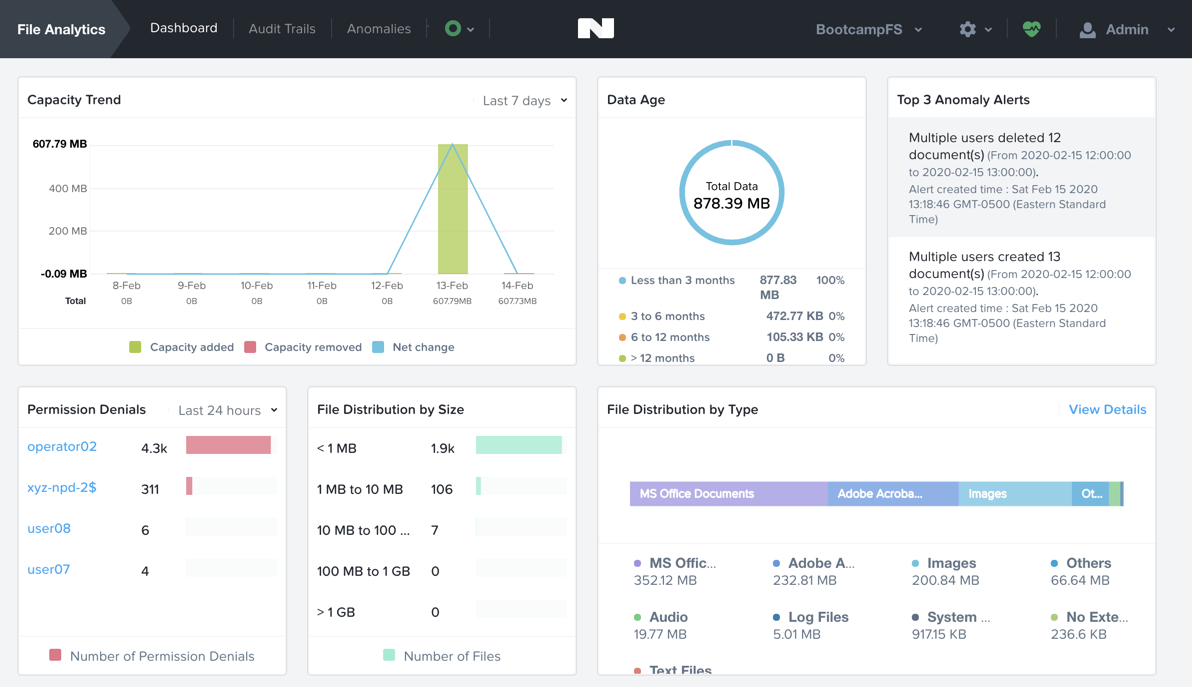 File Analytics
Dashboard
Audit Trails
Anomalies
BootcampFS
Admin
Capacity Trend
Last 7 days
607.79 MB
400 MB
200 MB
-0.09 MB
8-Feb 9-Feb 10-Feb 11-Feb 12-Feb 13-Feb 14-Feb
Total 0B 0B 0B 0B 0B 607.79MB 607.73MB
Capacity added Capacity removed Net change
Data Age
Total Data
878.39 MB
Less than 3 months 877.83 MB 100%
3 to 6 months 472.77 KB 0%
6 to 12 months 105.33 KB 0%
> 12 months 0 B 0%
Top 3 Anomaly Alerts
Multiple users deleted 12
document(s) (From 2020-02-15 12:00:00
to 2020-02-15 13:00:00).
Alert created time : Sat Feb 15 2020
13:18:46 GMT-0500 (Eastern Standard
Time)
Multiple users created 13
document(s) (From 2020-02-15 12:00:00
to 2020-02-15 13:00:00).
Alert created time : Sat Feb 15 2020
13:18:46 GMT-0500 (Eastern Standard
Time)
Permission Denials
Last 24 hours
operator02 4.3k
xyz-npd-2$ 311
user08 6
user07 4
Number of Permission Denials
File Distribution by Size
< 1 MB 1.9k
1 MB to 10 MB 106
10 MB to 100 ... 7
100 MB to 1 GB 0
> 1 GB 0
Number of Files
File Distribution by Type
View Details
MS Office Documents Adobe Acroba... Images Ot...
MS Offic... Adobe A... Images Others
352.12 MB 232.81 MB 200.84 MB 66.64 MB
Audio Log Files System ... No Exte...
19.77 MB 5.01 MB 917.15 KB 236.6 KB
Text Files